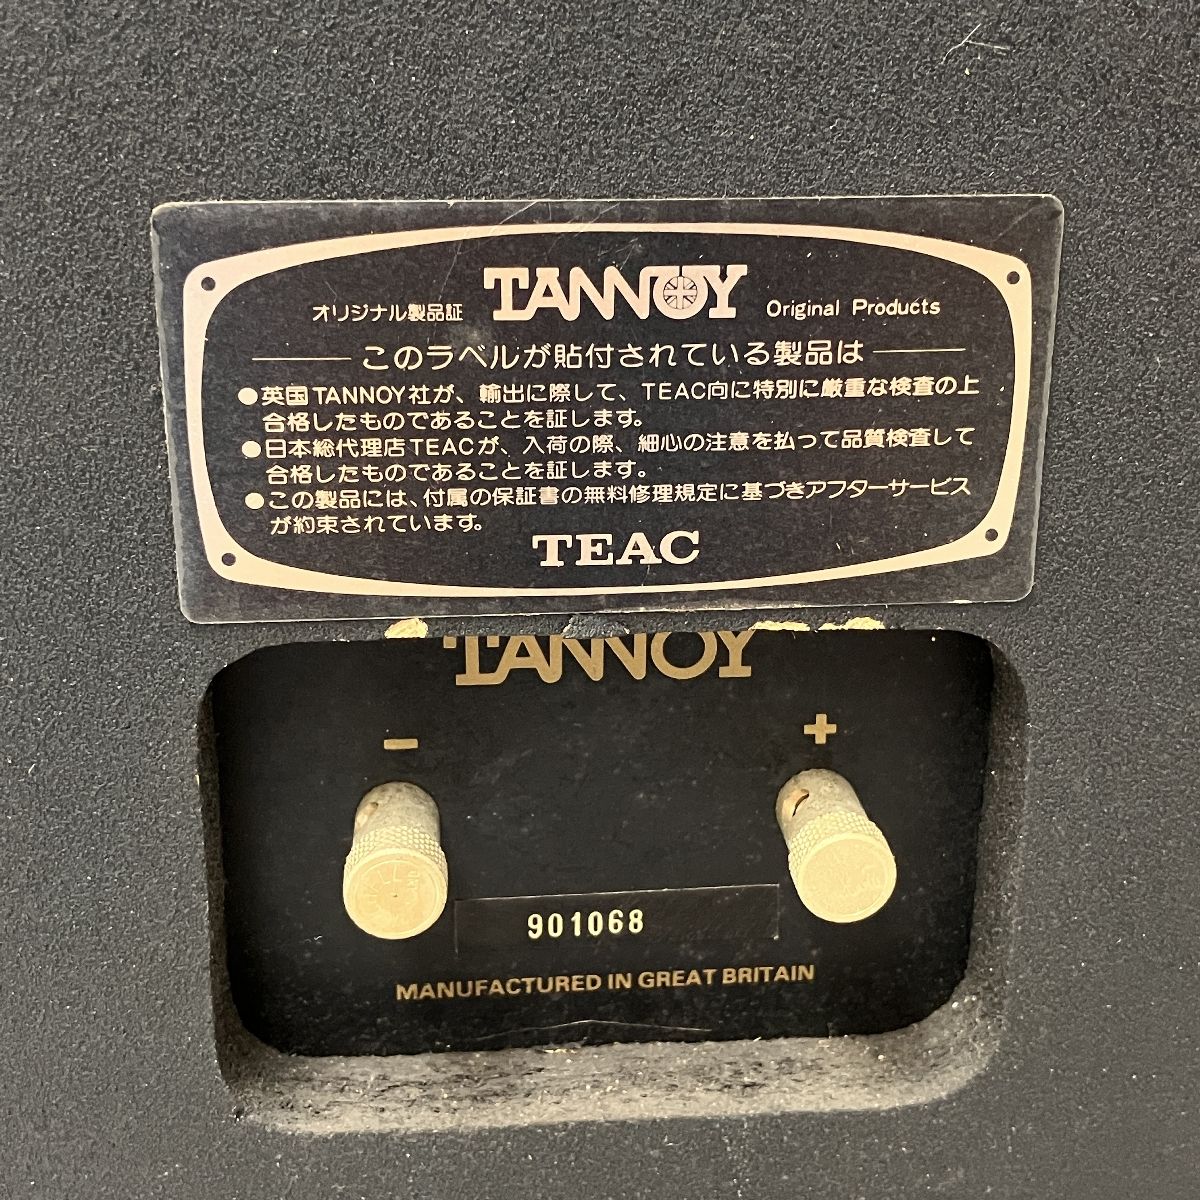 オリジナル製品証 TANNOY Original Products
このラベルが貼付されている製品は
●英国TANNOY社が、輸出に際して、TEAC向に特別に厳重な検査の上
合格したものであることを証します。
●日本総代理店TEACが、入荷の際、細心の注意を払って品質検査して
合格したものであることを証します。
●この製品には、付属の保証書の無料修理規定に基づきアフターサービス
が約束されています。
TEAC
TANNOY
- +
901068
MANUFACTURED IN GREAT BRITAIN